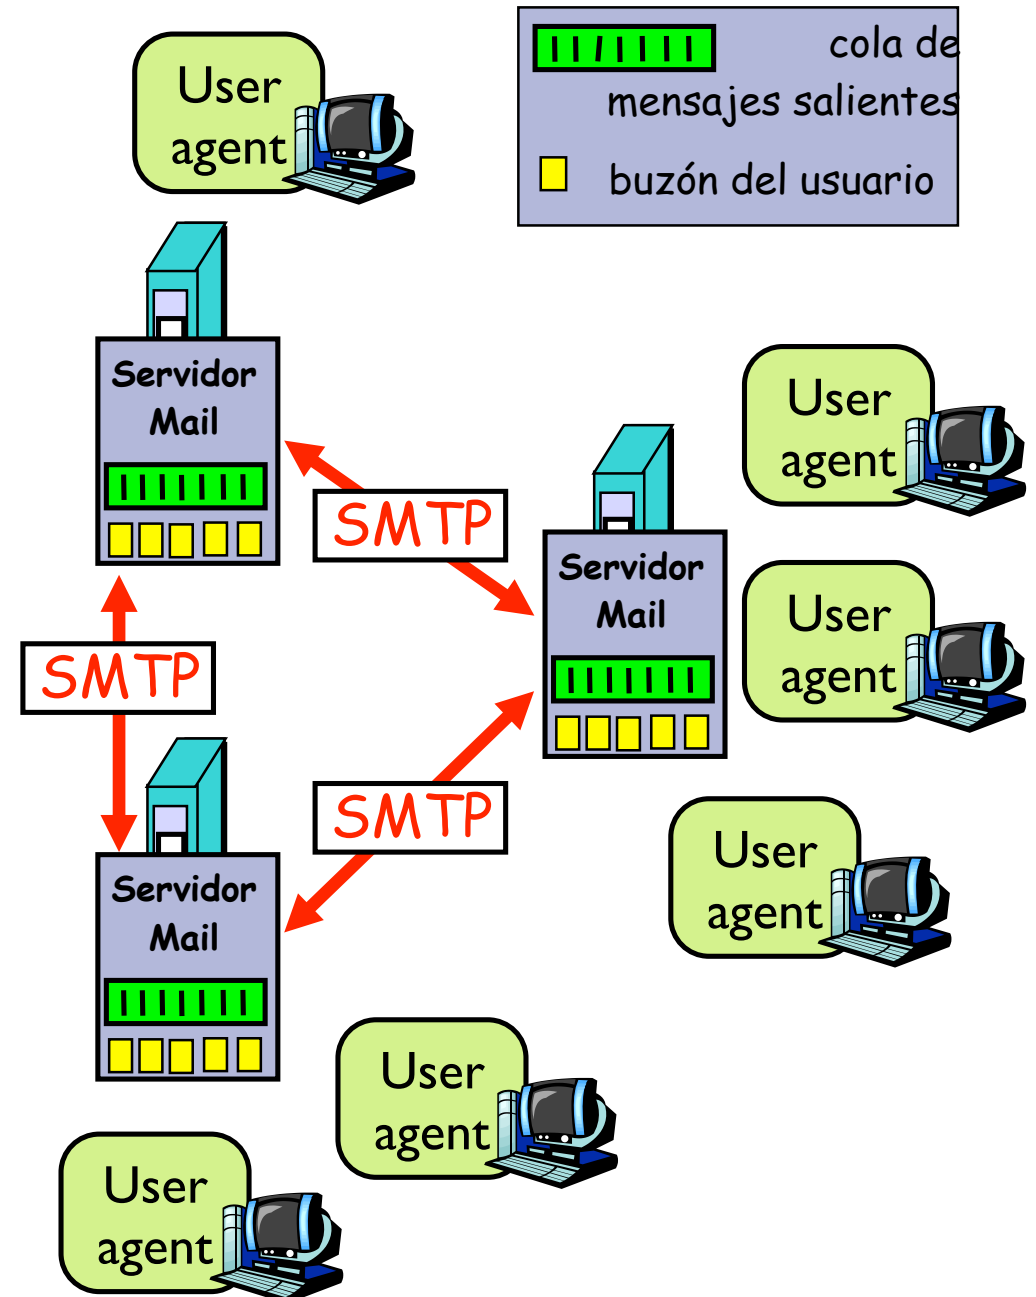 User
agent
cola de
mensajes salientes
buzón del usuario
Servidor
Mail
SMTP
User
agent
Servidor
Mail
User
agent
SMTP
SMTP
User
agent
Servidor
Mail
User
agent
User
agent